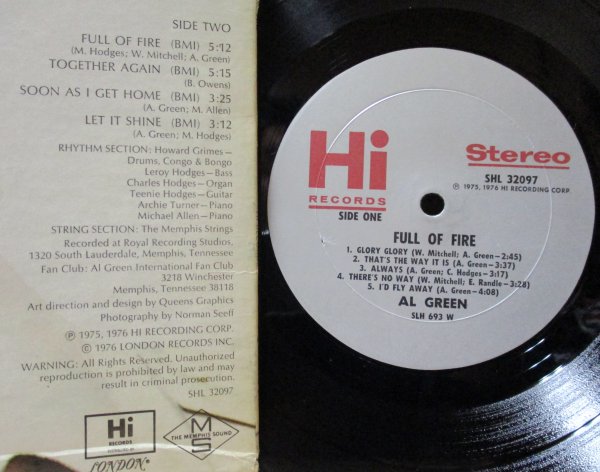 SIDE TWO
FULL OF FIRE (BMI) 5:12
(M. Hodges; W. Mitchell; A. Green)
TOGETHER AGAIN (BMI) 5:15
(B. Owens)
SOON AS I GET HOME (BMI) 3:25
(A. Green; M. Allen)
LET IT SHINE (BMI) 3:12
(A. Green; M. Hodges)
RHYTHM SECTION: Howard Grimes—
Drums, Congo & Bongo
Leroy Hodges—Bass
Charles Hodges—Organ
Teenie Hodges—Guitar
Archie Turner—Piano
Michael Allen—Piano
STRING SECTION: The Memphis Strings
Recorded at Royal Recording Studios,
1320 South Lauderdale, Memphis, Tennessee
Fan Club: Al Green International Fan Club
3218 Winchester
Memphis, Tennessee 38118
Art direction and design by Queens Graphics
Photography by Norman Seeff
℗ 1975, 1976 HI RECORDING CORP.
© 1976 LONDON RECORDS INC.
WARNING: All Rights Reserved. Unauthorized
reproduction is prohibited by law and may
result in criminal prosecution.
SHL 32097
Hi
RECORDS
DISTRIBUTED BY
LONDON®
M
THE MEMPHIS SOUND
S
Hi
RECORDS
SIDE ONE
Stereo
SHL 32097
℗ 1975, 1976 HI RECORDING CORP.
FULL OF FIRE
1. GLORY GLORY (W. Mitchell; A. Green—2:45)
2. THAT'S THE WAY IT IS (A. Green—3:37)
3. ALWAYS (A. Green; C. Hodges—3:17)
4. THERE'S NO WAY (W. Mitchell; E. Randle—3:28)
5. I'D FLY AWAY (A. Green—4:08)
AL GREEN
SLH 693 W